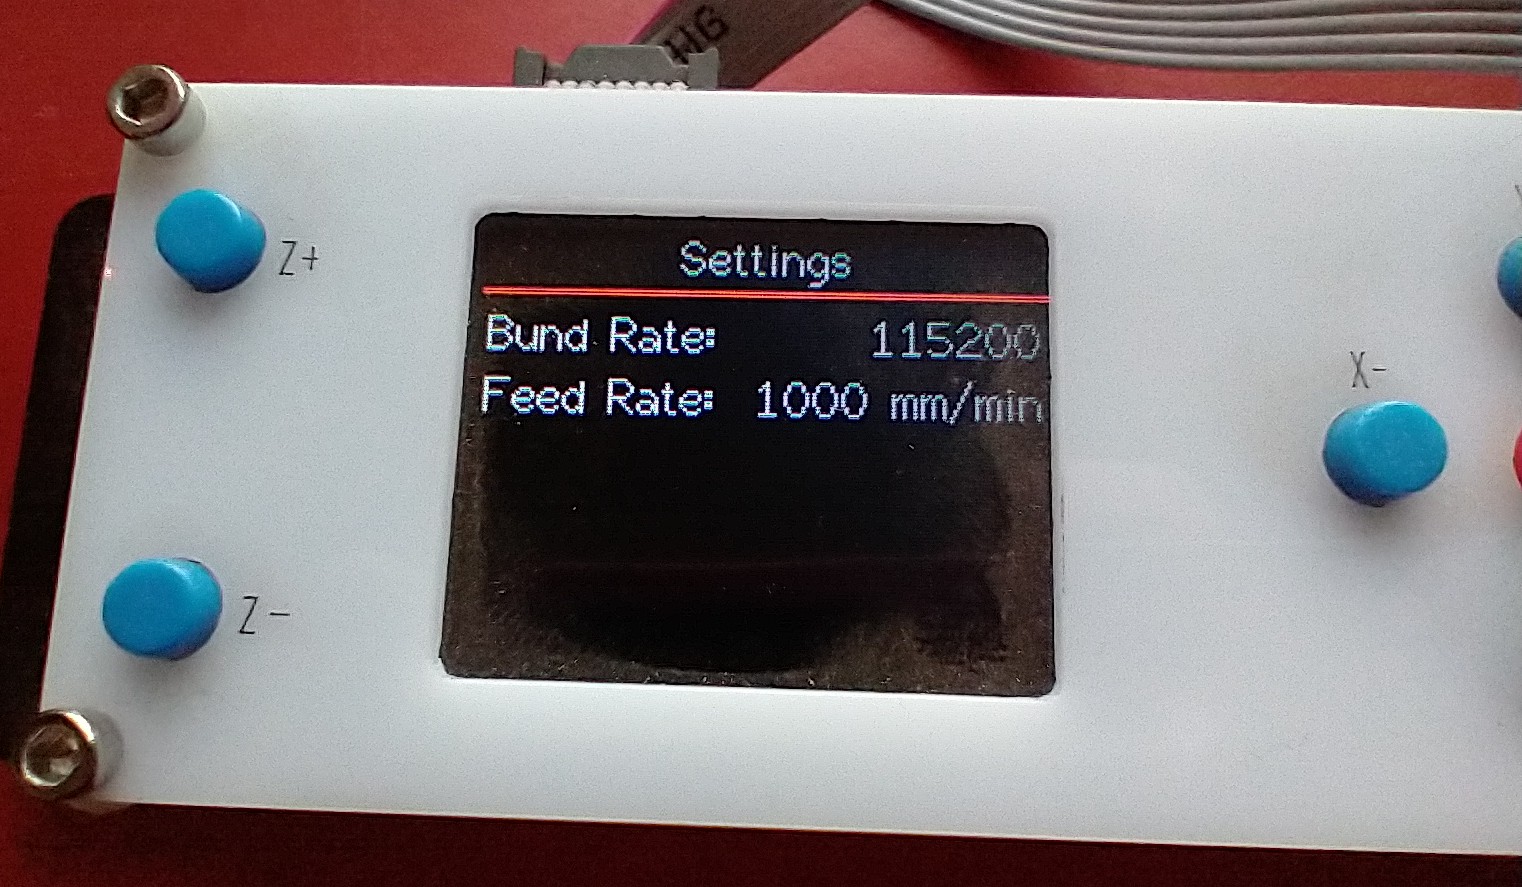 Z+
Settings
Bund Rate: 115200
Feed Rate: 1000 mm/min
X-
Z-